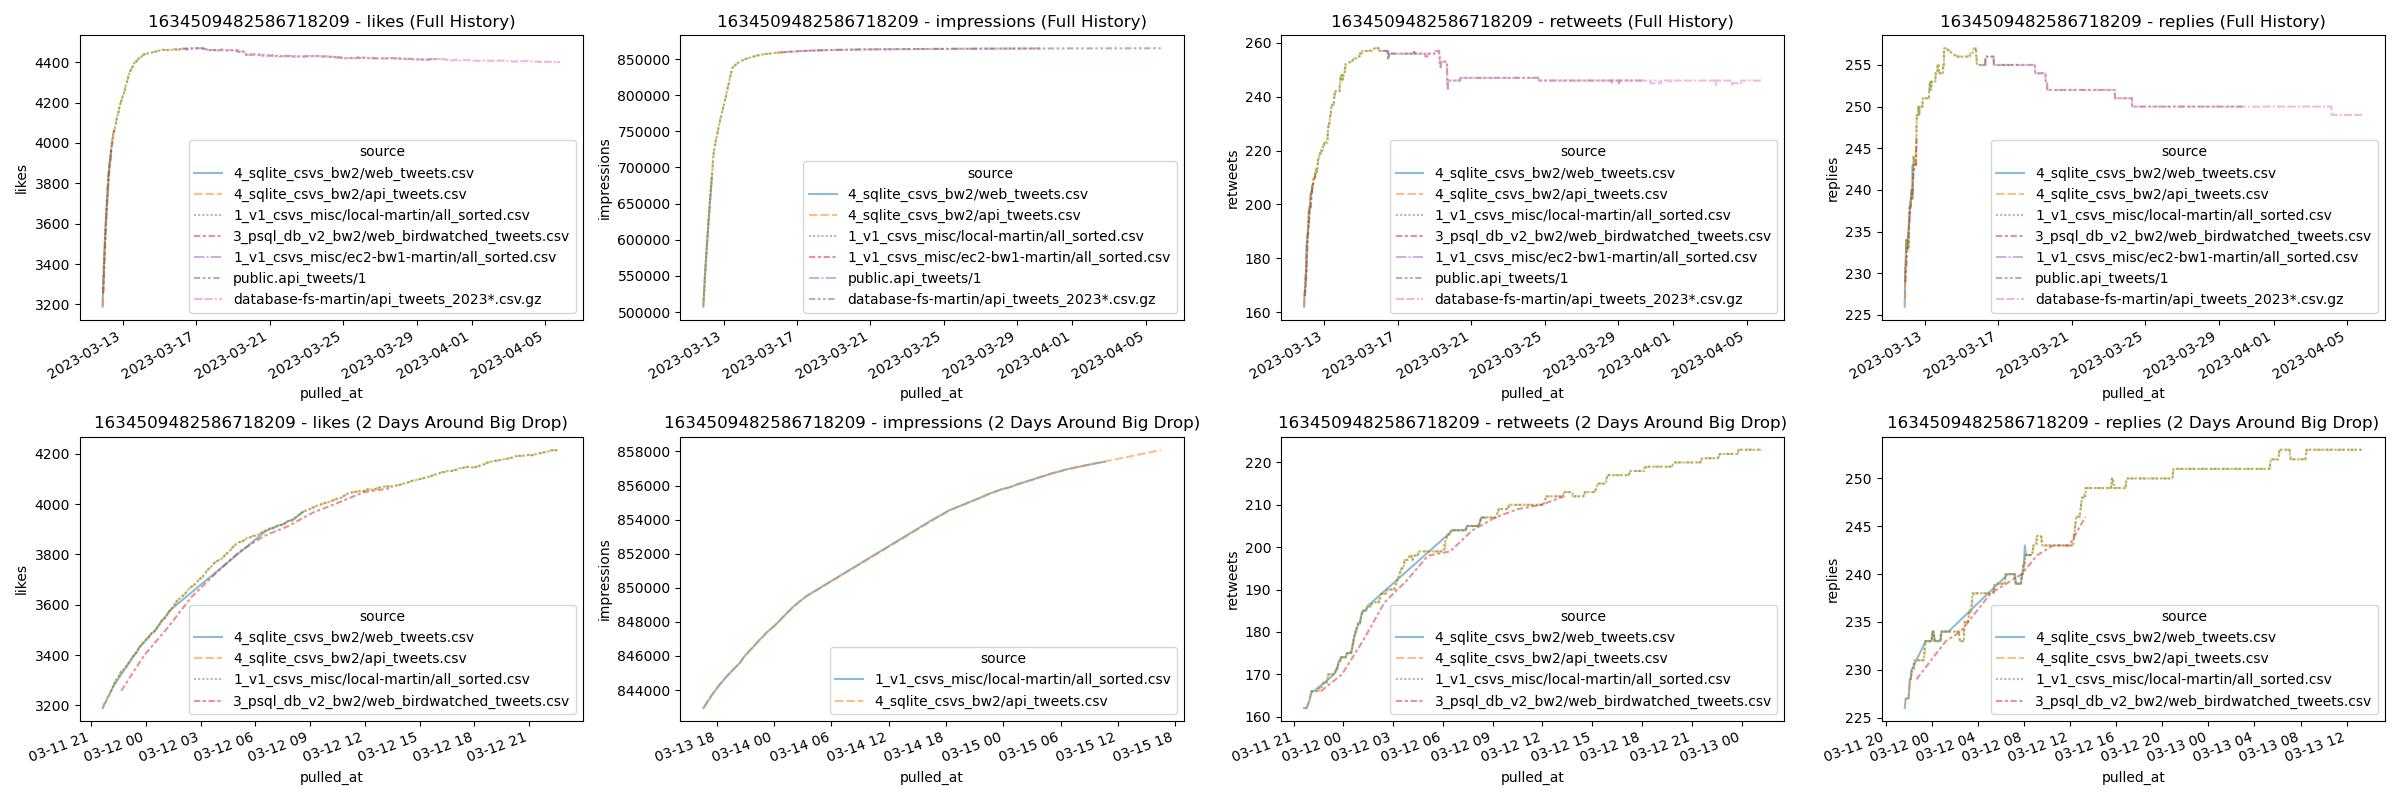 1634509482586718209 - likes (Full History)
likes
4400
4200
4000
3800
3600
3400
3200
source
4_sqlite_csvs_bw2/web_tweets.csv
4_sqlite_csvs_bw2/api_tweets.csv
1_v1_csvs_misc/local-martin/all_sorted.csv
3_psql_db_v2_bw2/web_birdwatched_tweets.csv
1_v1_csvs_misc/ec2-bw1-martin/all_sorted.csv
public.api_tweets/1
database-fs-martin/api_tweets_2023*.csv.gz
2023-03-13
2023-03-17
2023-03-21
2023-03-25
2023-03-29
2023-04-01
2023-04-05
pulled_at
1634509482586718209 - impressions (Full History)
impressions
850000
800000
750000
700000
650000
600000
550000
500000
source
4_sqlite_csvs_bw2/web_tweets.csv
4_sqlite_csvs_bw2/api_tweets.csv
1_v1_csvs_misc/local-martin/all_sorted.csv
1_v1_csvs_misc/ec2-bw1-martin/all_sorted.csv
public.api_tweets/1
database-fs-martin/api_tweets_2023*.csv.gz
2023-03-13
2023-03-17
2023-03-21
2023-03-25
2023-03-29
2023-04-01
2023-04-05
pulled_at
1634509482586718209 - retweets (Full History)
retweets
260
240
220
200
180
160
source
4_sqlite_csvs_bw2/web_tweets.csv
4_sqlite_csvs_bw2/api_tweets.csv
1_v1_csvs_misc/local-martin/all_sorted.csv
3_psql_db_v2_bw2/web_birdwatched_tweets.csv
1_v1_csvs_misc/ec2-bw1-martin/all_sorted.csv
public.api_tweets/1
database-fs-martin/api_tweets_2023*.csv.gz
2023-03-13
2023-03-17
2023-03-21
2023-03-25
2023-03-29
2023-04-01
2023-04-05
pulled_at
1634509482586718209 - replies (Full History)
replies
255
250
245
240
235
230
225
source
4_sqlite_csvs_bw2/web_tweets.csv
4_sqlite_csvs_bw2/api_tweets.csv
1_v1_csvs_misc/local-martin/all_sorted.csv
3_psql_db_v2_bw2/web_birdwatched_tweets.csv
1_v1_csvs_misc/ec2-bw1-martin/all_sorted.csv
public.api_tweets/1
database-fs-martin/api_tweets_2023*.csv.gz
2023-03-13
2023-03-17
2023-03-21
2023-03-25
2023-03-29
2023-04-01
2023-04-05
pulled_at
1634509482586718209 - likes (2 Days Around Big Drop)
likes
4200
4000
3800
3600
3400
3200
source
4_sqlite_csvs_bw2/web_tweets.csv
4_sqlite_csvs_bw2/api_tweets.csv
1_v1_csvs_misc/local-martin/all_sorted.csv
3_psql_db_v2_bw2/web_birdwatched_tweets.csv
03-11 21
03-12 00
03-12 03
03-12 06
03-12 09
03-12 12
03-12 15
03-12 18
03-12 21
pulled_at
1634509482586718209 - impressions (2 Days Around Big Drop)
impressions
858000
856000
854000
852000
850000
848000
846000
844000
source
1_v1_csvs_misc/local-martin/all_sorted.csv
4_sqlite_csvs_bw2/api_tweets.csv
03-13 18
03-14 00
03-14 06
03-14 12
03-14 18
03-15 00
03-15 06
03-15 12
03-15 18
pulled_at
1634509482586718209 - retweets (2 Days Around Big Drop)
retweets
220
210
200
190
180
170
160
source
4_sqlite_csvs_bw2/web_tweets.csv
4_sqlite_csvs_bw2/api_tweets.csv
1_v1_csvs_misc/local-martin/all_sorted.csv
3_psql_db_v2_bw2/web_birdwatched_tweets.csv
03-11 21
03-12 00
03-12 03
03-12 06
03-12 09
03-12 12
03-12 15
03-12 18
03-12 21
03-13 00
pulled_at
1634509482586718209 - replies (2 Days Around Big Drop)
replies
250
245
240
235
230
225
source
4_sqlite_csvs_bw2/web_tweets.csv
4_sqlite_csvs_bw2/api_tweets.csv
1_v1_csvs_misc/local-martin/all_sorted.csv
3_psql_db_v2_bw2/web_birdwatched_tweets.csv
03-11 20
03-12 00
03-12 04
03-12 08
03-12 12
03-12 16
03-12 20
03-13 00
03-13 04
03-13 08
03-13 12
pulled_at